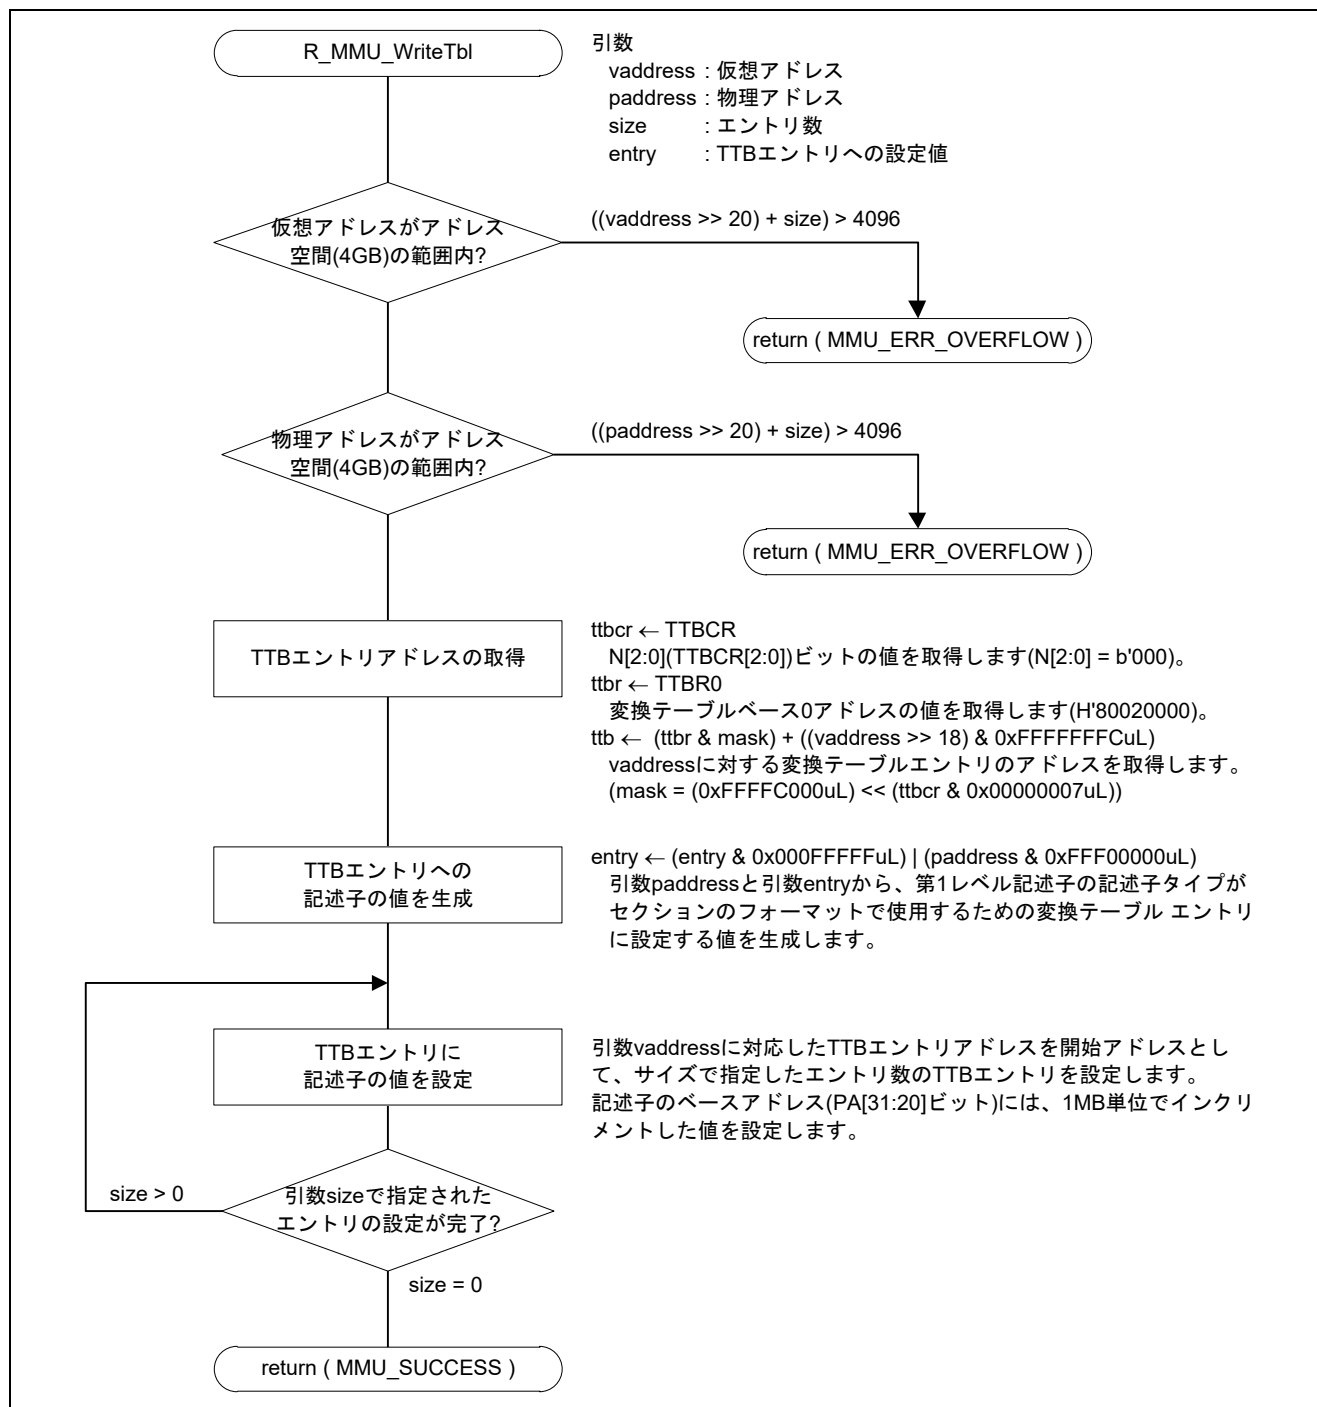 R_MMU_WriteTbl
引数
vaddress : 仮想アドレス
paddress : 物理アドレス
size : エントリ数
entry : TTBエントリへの設定値
仮想アドレスがアドレス
空間(4GB)の範囲内?
((vaddress >> 20) + size) > 4096
return ( MMU_ERR_OVERFLOW )
物理アドレスがアドレス
空間(4GB)の範囲内?
((paddress >> 20) + size) > 4096
return ( MMU_ERR_OVERFLOW )
TTBエントリアドレスの取得
ttbcr ← TTBCR
N[2:0](TTBCR[2:0])ビットの値を取得します(N[2:0] = b'000)。
ttbr ← TTBR0
変換テーブルベース0アドレスの値を取得します(H'80020000)。
ttb ← (ttbr & mask) + ((vaddress >> 18) & 0xFFFFFFFCuL)
vaddressに対する変換テーブルエントリのアドレスを取得します。
(mask = (0xFFFFC000uL) << (ttbcr & 0x00000007uL))
TTBエントリへの
記述子の値を生成
entry ← (entry & 0x000FFFFFuL) | (paddress & 0xFFF00000uL)
引数paddressと引数entryから、第1レベル記述子の記述子タイプが
セクションのフォーマットで使用するための変換テーブル エントリ
に設定する値を生成します。
TTBエントリに
記述子の値を設定
引数vaddressに対応したTTBエントリアドレスを開始アドレスとし
て、サイズで指定したエントリ数のTTBエントリを設定します。
記述子のベースアドレス(PA[31:20]ビット)には、1MB単位でインクリ
メントした値を設定します。
size > 0
引数sizeで指定された
エントリの設定が完了?
size = 0
return ( MMU_SUCCESS )